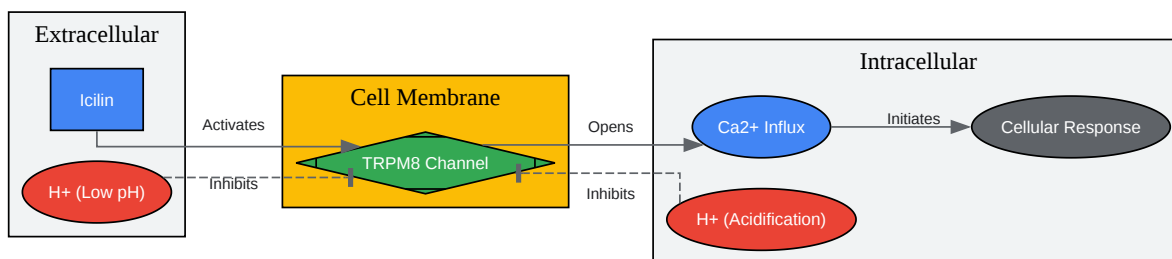 Extracellular
Icilin
H+ (Low pH)
Activates
Inhibits
Cell Membrane
TRPM8 Channel
Opens
Inhibits
Intracellular
Ca2+ Influx
Initiates
Cellular Response
H+ (Acidification)